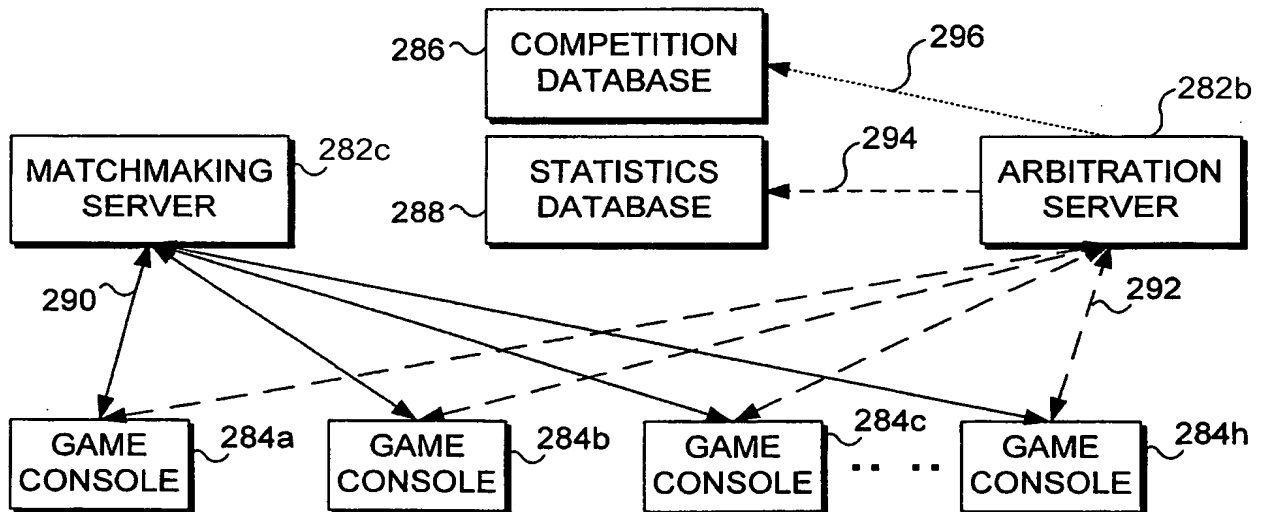 286
COMPETITION
DATABASE
296
282b
MATCHMAKING
SERVER
282c
288
STATISTICS
DATABASE
294
ARBITRATION
SERVER
290
292
GAME
CONSOLE
284a
GAME
CONSOLE
284b
GAME
CONSOLE
284c
GAME
CONSOLE
284h